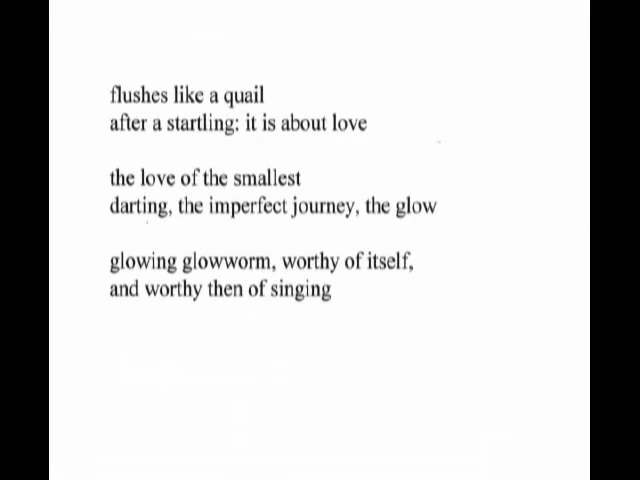 flushes like a quail
after a startling: it is about love
the love of the smallest
darting, the imperfect journey, the glow
glowing glowworm, worthy of itself,
and worthy then of singing